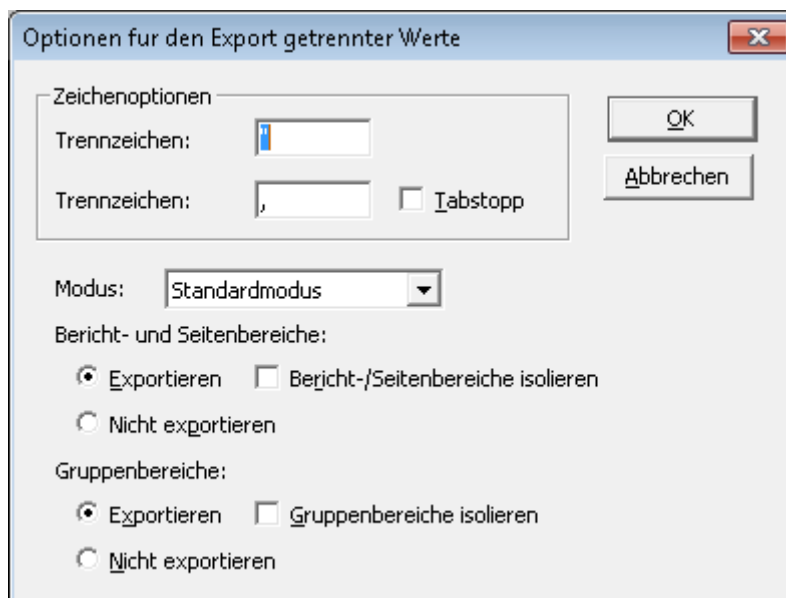 Optionen fur den Export getrennter Werte
Zeichenoptionen
Trennzeichen: "
Trennzeichen: , Tabstopp
OK
Abbrechen
Modus: Standardmodus
Bericht- und Seitenbereiche:
Exportieren Bericht-/Seitenbereiche isolieren
Nicht exportieren
Gruppenbereiche:
Exportieren Gruppenbereiche isolieren
Nicht exportieren